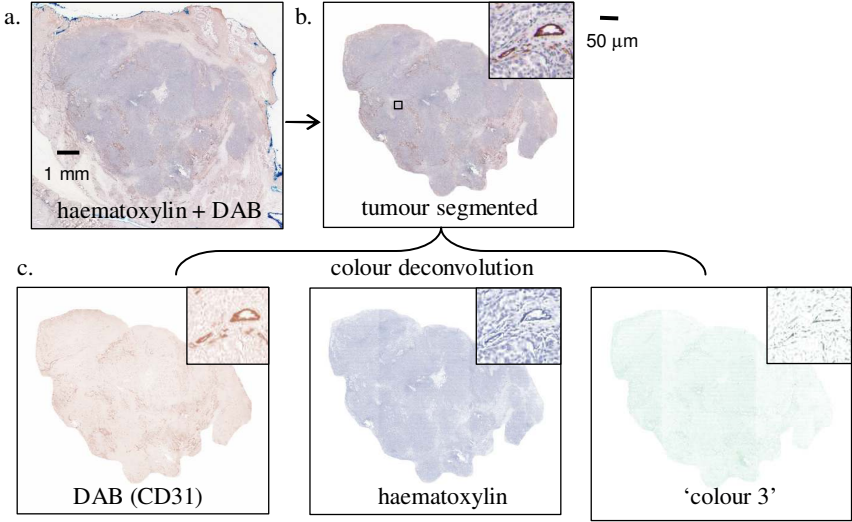 a.
b.
50 μm
1 mm
haematoxylin + DAB
tumour segmented
c.
colour deconvolution
DAB (CD31)
haematoxylin
‘colour 3’